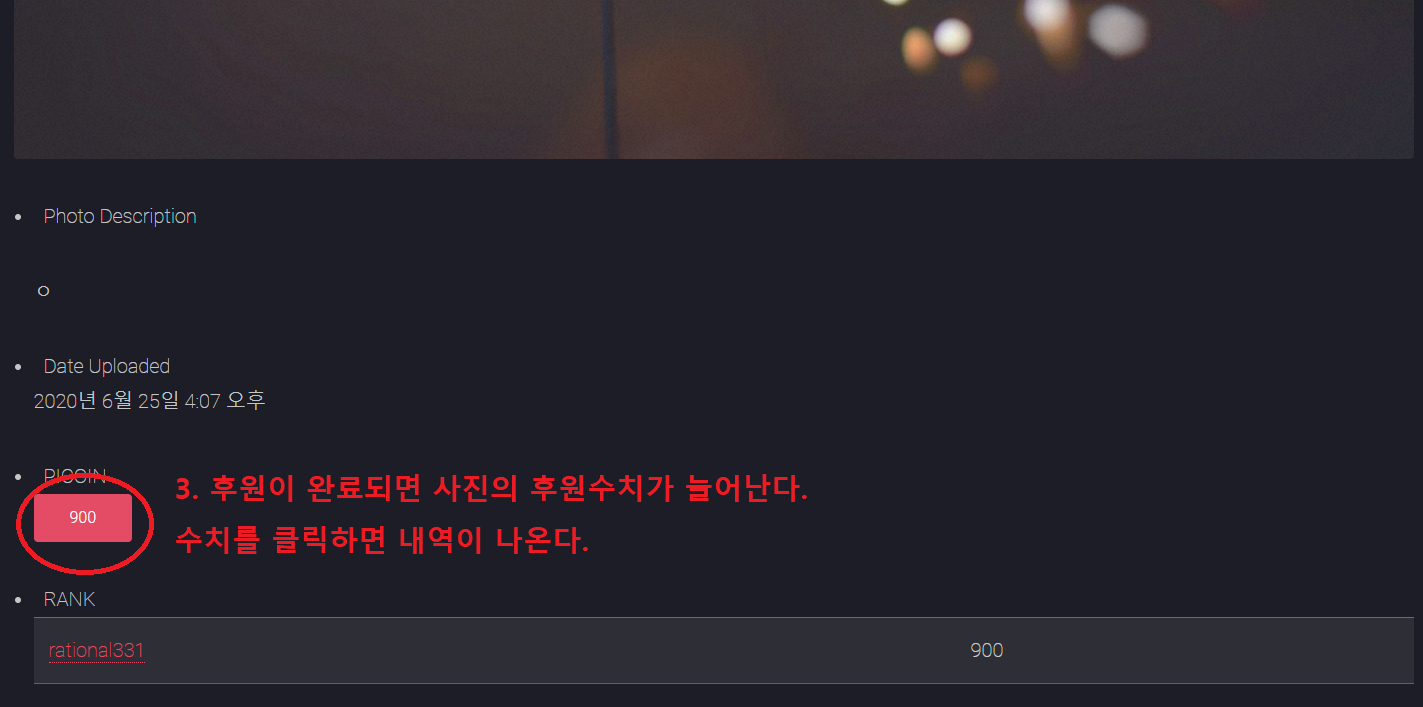 Photo Description
ㅇ
Date Uploaded
2020년 6월 25일 4:07 오후
PICOIN
3. 후원이 완료되면 사진의 후원수치가 늘어난다.
900
수치를 클릭하면 내역이 나온다.
RANK
rational331 900